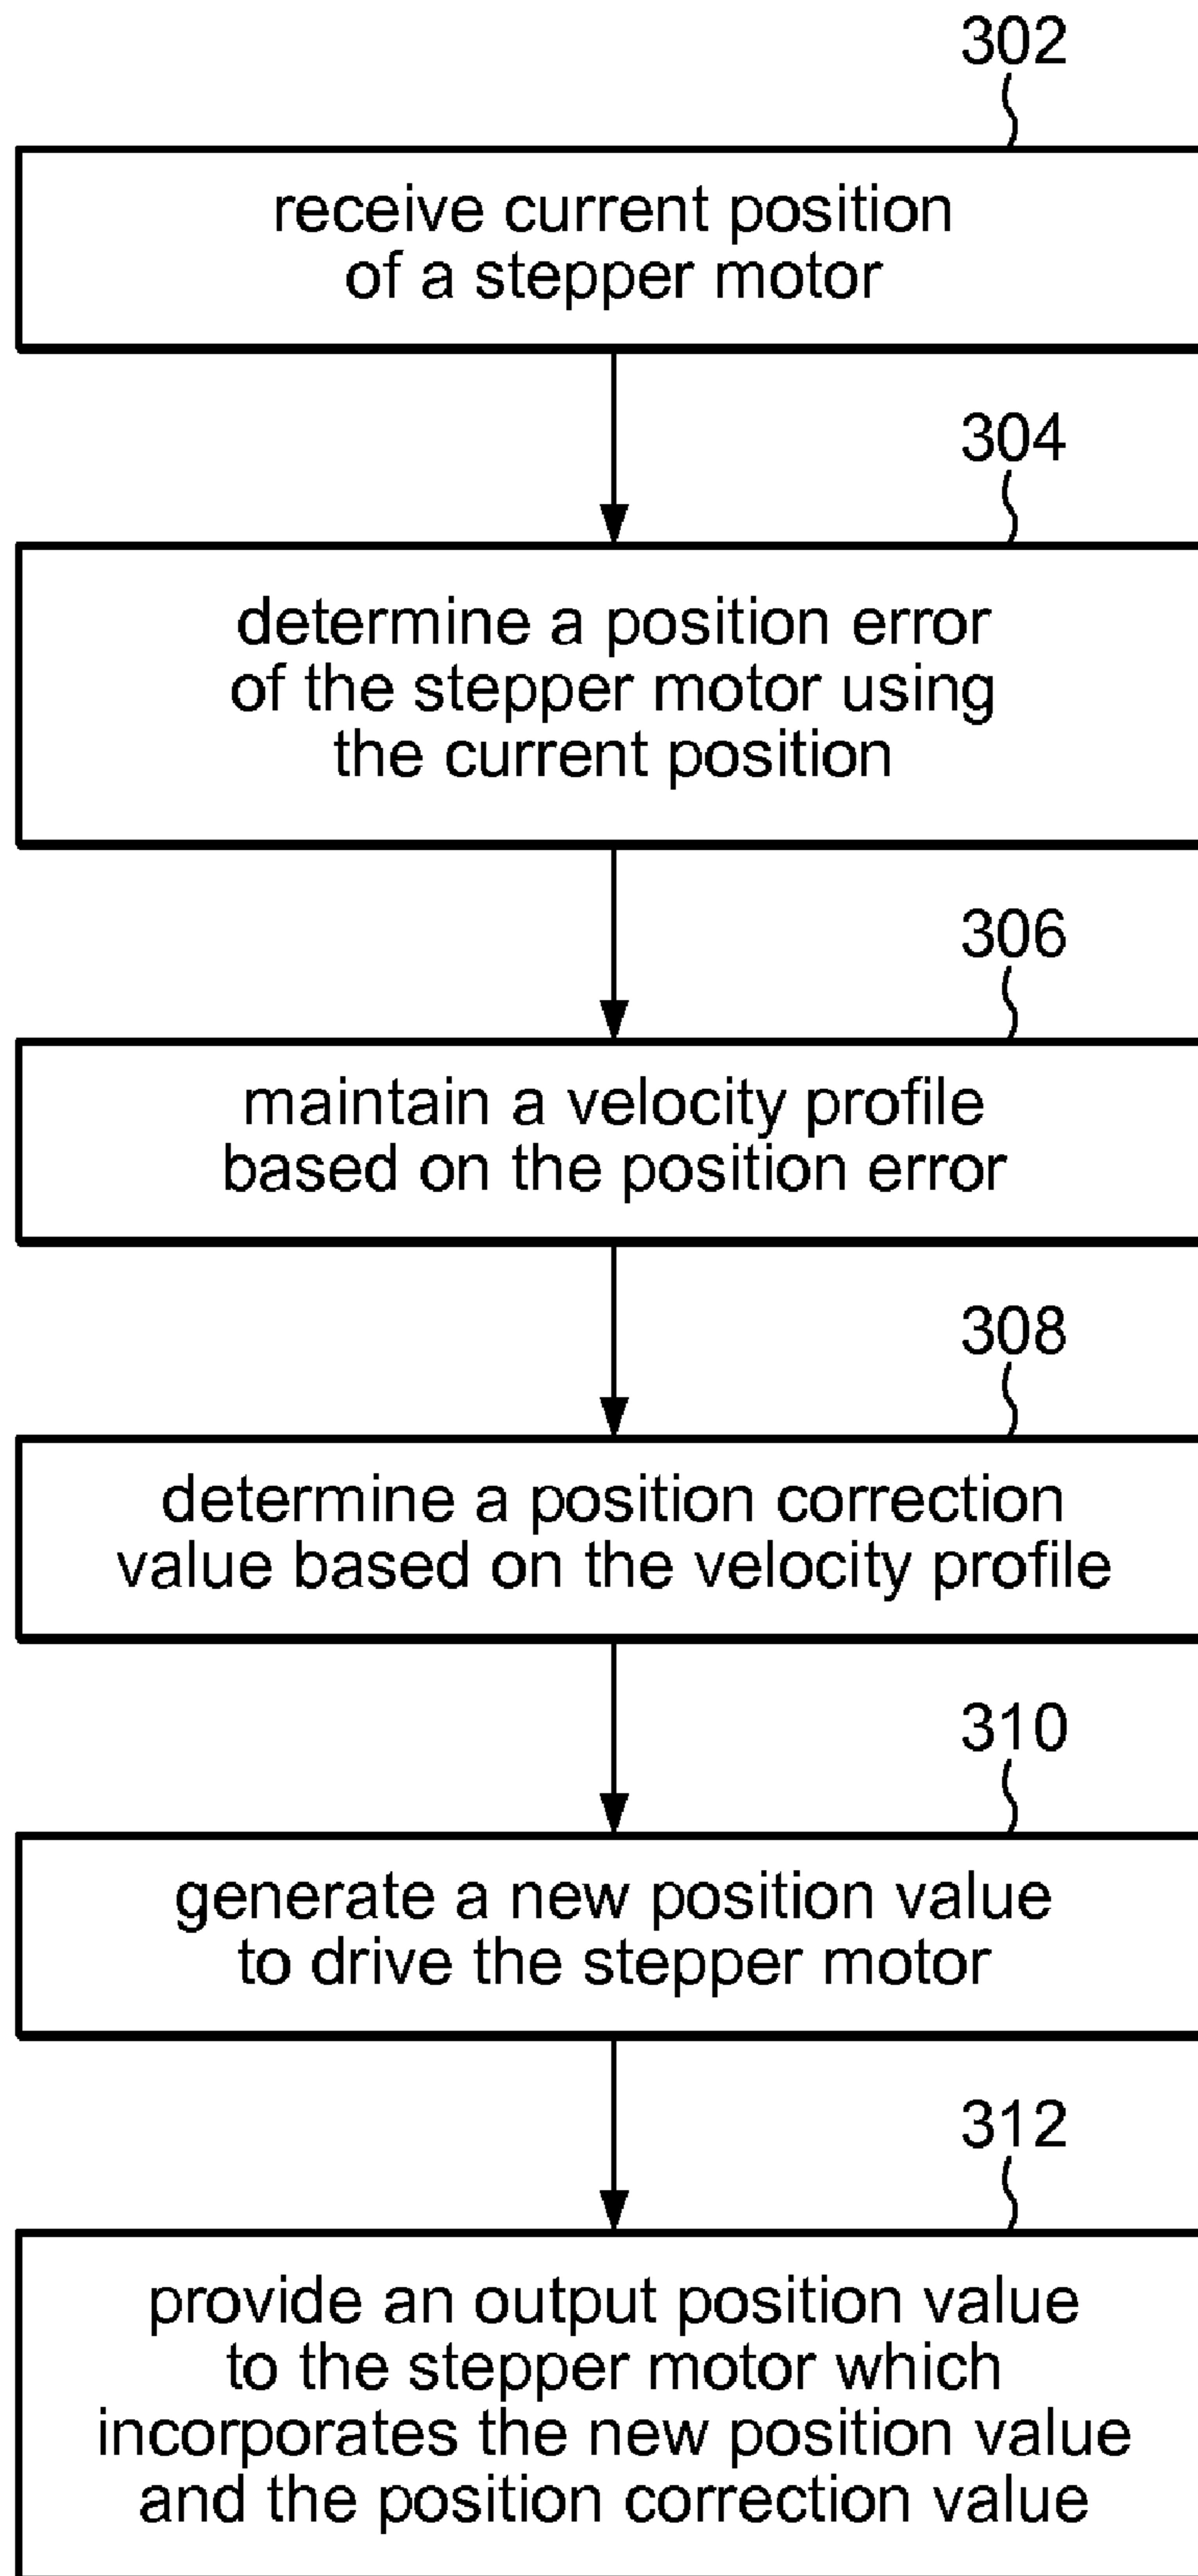 302
receive current position
of a stepper motor
304
determine a position error
of the stepper motor using
the current position
306
maintain a velocity profile
based on the position error
308
determine a position correction
value based on the velocity profile
310
generate a new position value
to drive the stepper motor
312
provide an output position value
to the stepper motor which
incorporates the new position value
and the position correction value